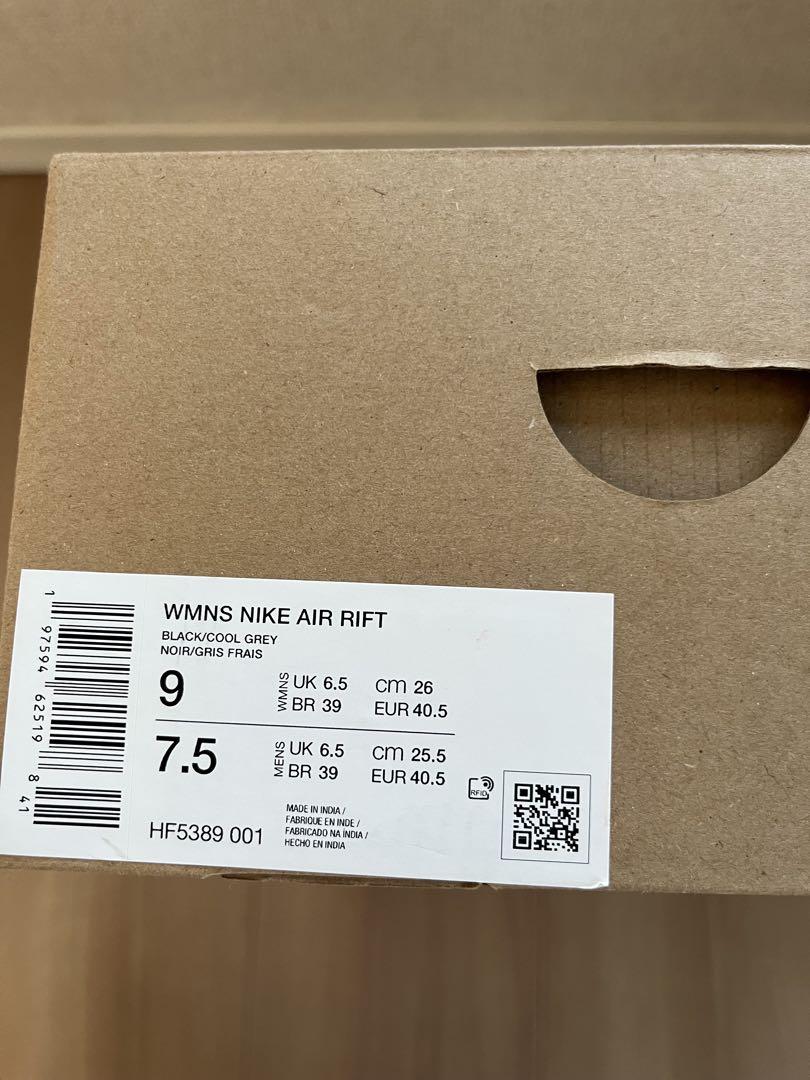 WMNS NIKE AIR RIFT
BLACK/COOL GREY
NOIR/GRIS FRAIS
9
WMNS
UK 6.5 cm 26
BR 39 EUR 40.5
7.5
MENS
UK 6.5 cm 25.5
BR 39 EUR 40.5
HF5389 001
MADE IN INDIA /
FABRIQUE EN INDE /
FABRICADO NA ÍNDIA /
HECHO EN INDIA
RFID
1 97594 62519 8 41